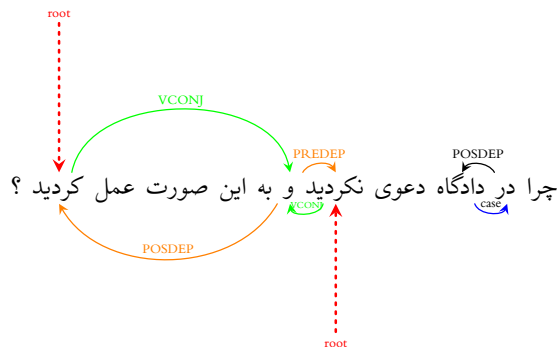 root
VCONJ
PREDEP
POSDEP
چرا در دادگاه دعوی نکردید و به این صورت عمل کردید ؟
VCONJ
case
POSDEP
root